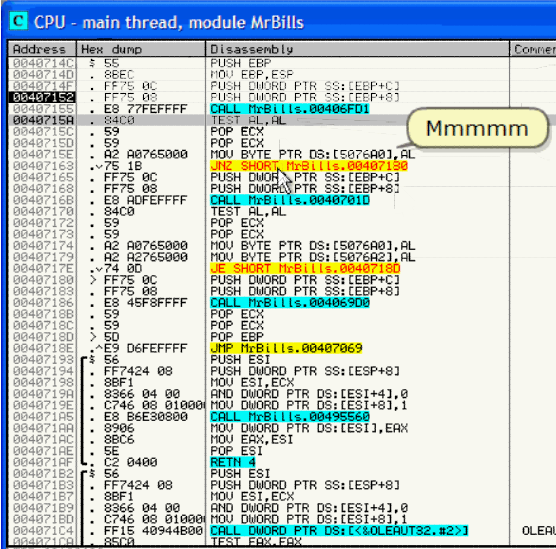 C CPU - main thread, module MrBills
Address Hex dump Disassembly Commer
0040714C $ 55 PUSH EBP
0040714D . 8BEC MOV EBP,ESP
0040714F . FF75 0C PUSH DWORD PTR SS:[EBP+C]
00407152 . FF75 08 PUSH DWORD PTR SS:[EBP+8]
00407155 . E8 77FEFFFF CALL MrBills.00406FD1
0040715A . 84C0 TEST AL,AL
0040715C . 59 POP ECX
0040715D . 59 POP ECX
0040715E . A2 A0765000 MOV BYTE PTR DS:[5076A0],AL
00407163 .v75 1B JNZ SHORT MrBills.00407180
00407165 . FF75 0C PUSH DWORD PTR SS:[EBP+C]
00407168 . FF75 08 PUSH DWORD PTR SS:[EBP+8]
0040716B . E8 ADFEFFFF CALL MrBills.0040701D
00407170 . 84C0 TEST AL,AL
00407172 . 59 POP ECX
00407173 . 59 POP ECX
00407174 . A2 A0765000 MOV BYTE PTR DS:[5076A0],AL
00407179 . A2 A2765000 MOV BYTE PTR DS:[5076A2],AL
0040717E .v74 0D JE SHORT MrBills.0040718D
00407180 > FF75 0C PUSH DWORD PTR SS:[EBP+C]
00407183 . FF75 08 PUSH DWORD PTR SS:[EBP+8]
00407186 . E8 45F8FFFF CALL MrBills.004069D0
0040718B . 59 POP ECX
0040718C . 59 POP ECX
0040718D > 5D POP EBP
0040718E .^E9 D6FEFFFF JMP MrBills.00407069
00407193 $ 56 PUSH ESI
00407194 . FF7424 08 PUSH DWORD PTR SS:[ESP+8]
00407198 . 8BF1 MOV ESI,ECX
0040719A . 8366 04 00 AND DWORD PTR DS:[ESI+4],0
0040719E . C746 08 01000 MOV DWORD PTR DS:[ESI+8],1
004071A5 . E8 B6E30800 CALL MrBills.00495560
004071AA . 8906 MOV DWORD PTR DS:[ESI],EAX
004071AC . 8BC6 MOV EAX,ESI
004071AE . 5E POP ESI
004071AF . C2 0400 RETN 4
004071B2 $ 56 PUSH ESI
004071B3 . FF7424 08 PUSH DWORD PTR SS:[ESP+8]
004071B7 . 8BF1 MOV ESI,ECX
004071B9 . 8366 04 00 AND DWORD PTR DS:[ESI+4],0
004071BD . C746 08 01000 MOV DWORD PTR DS:[ESI+8],1
004071C4 . FF15 40944B00 CALL DWORD PTR DS:[<&OLEAUT32.#2>] OLEAL
004071CA . 85C0 TEST EAX,EAX
Mmmmm